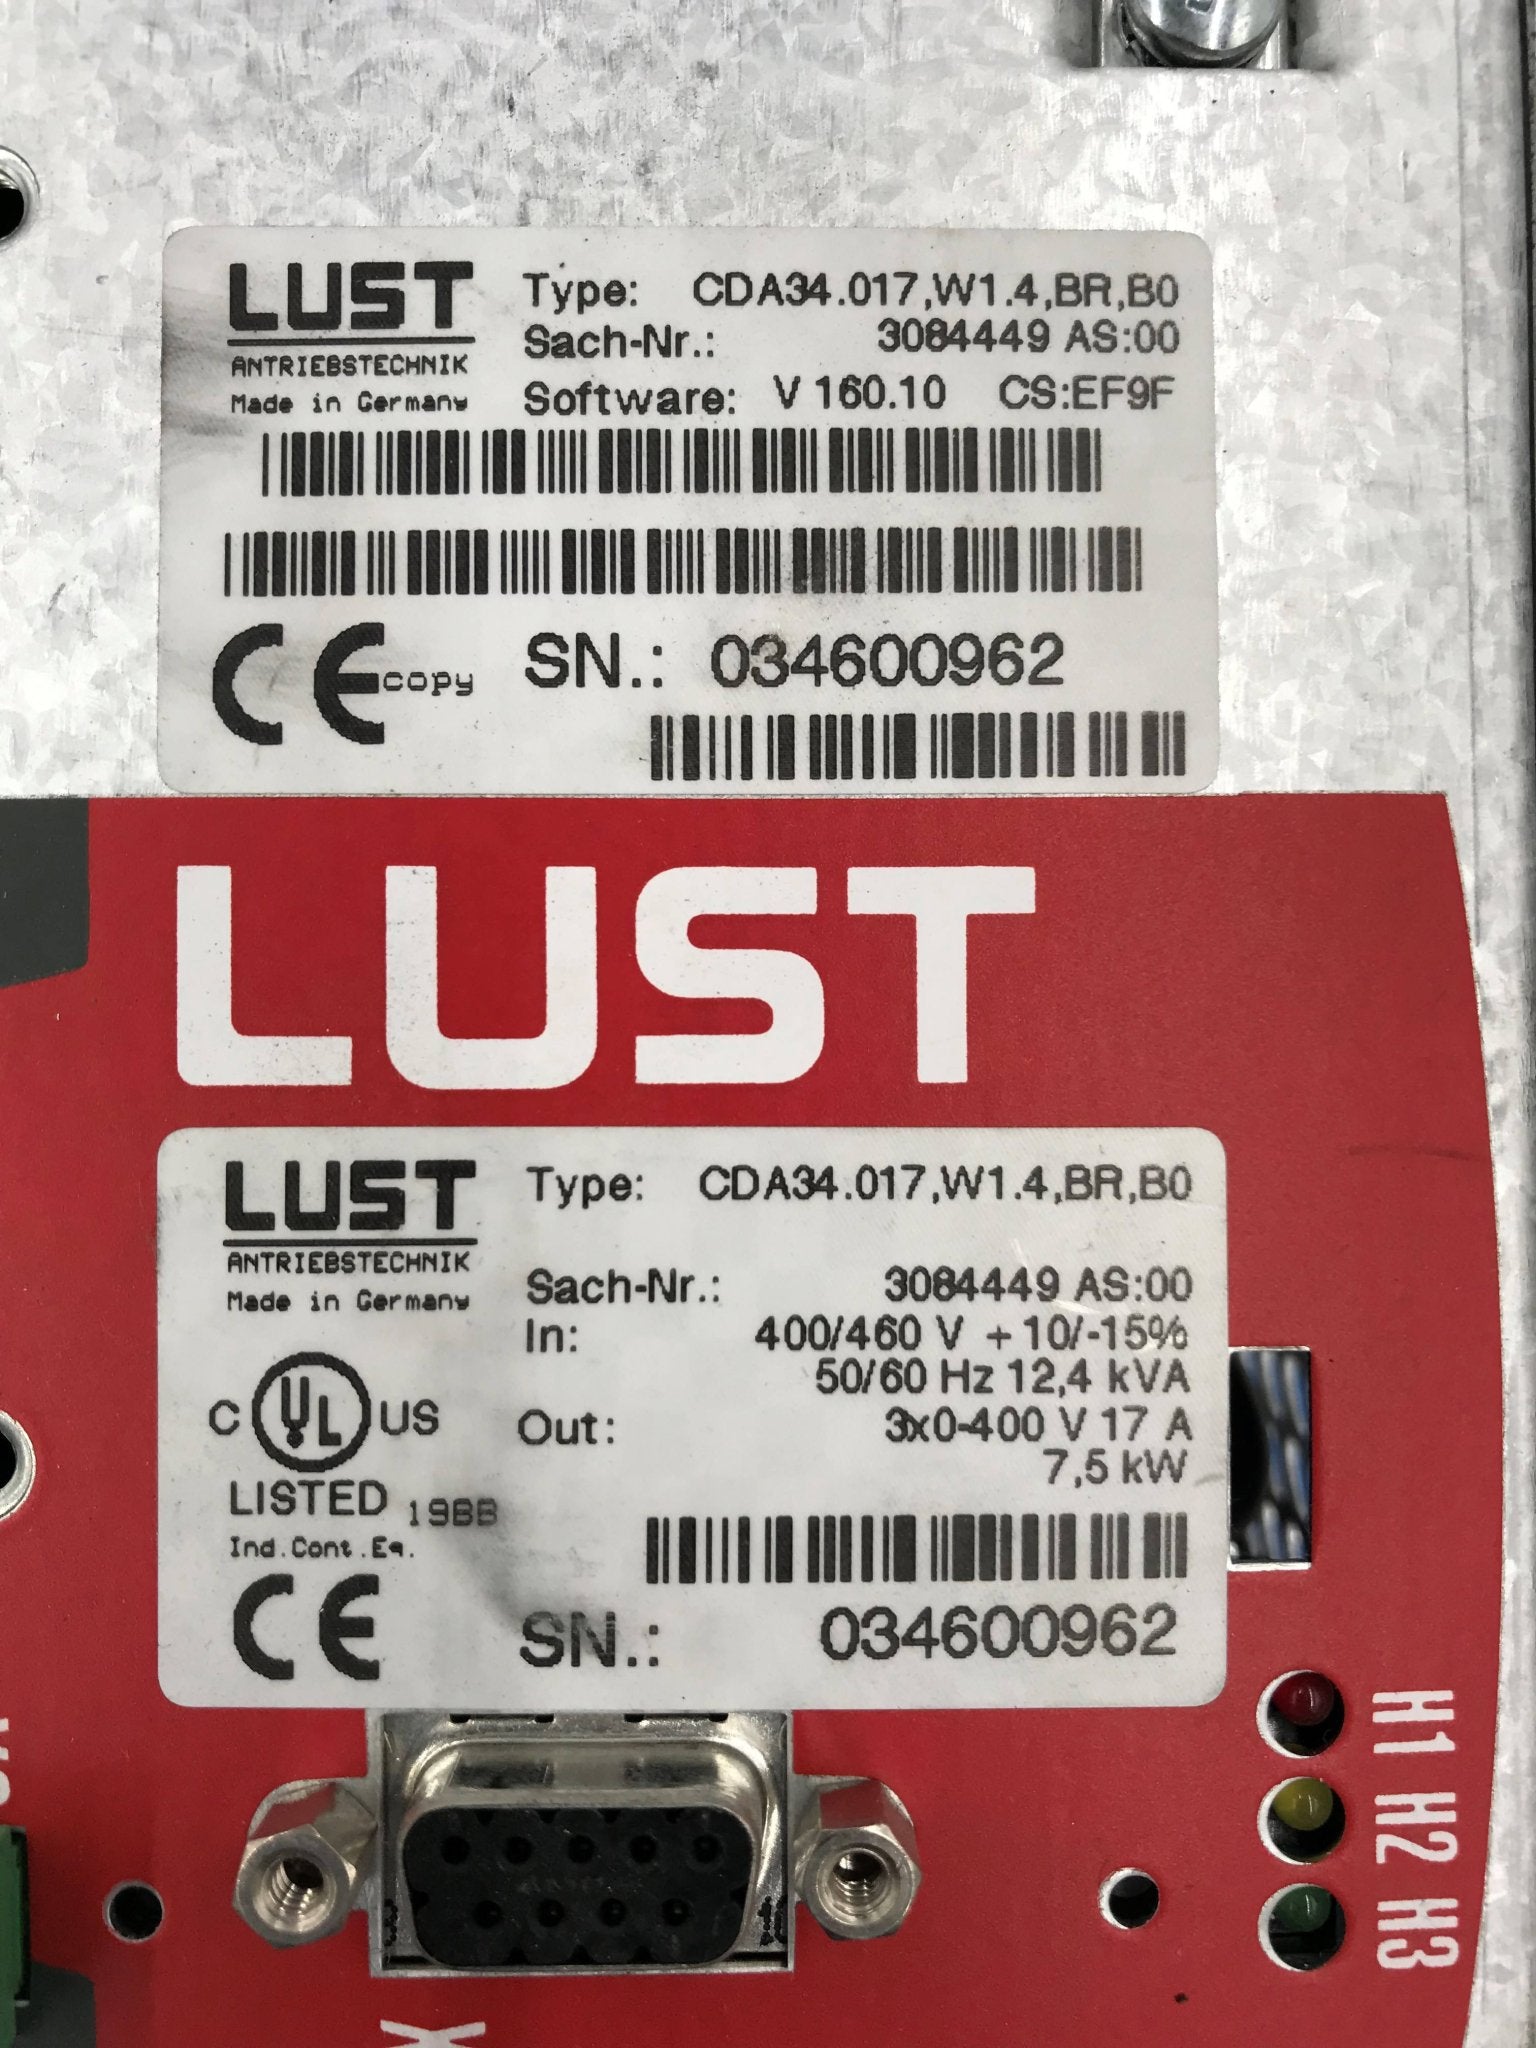 LUST
ANTRIEBSTECHNIK
Made in Germany
Type: CDA34.017,W1.4,BR,B0
Sach-Nr.: 3084449 AS:00
Software: V 160.10 CS:EF9F
CE copy SN.: 034600962
LUST
LUST
ANTRIEBSTECHNIK
Made in Germany
Type: CDA34.017,W1.4,BR,B0
Sach-Nr.: 3084449 AS:00
In: 400/460 V +10/-15%
50/60 Hz 12,4 kVA
Out: 3x0-400 V 17 A
7,5 kW
C UL US
LISTED 19BB
Ind.Cont.Eq.
CE
SN.: 034600962
H1 H2 H3
X